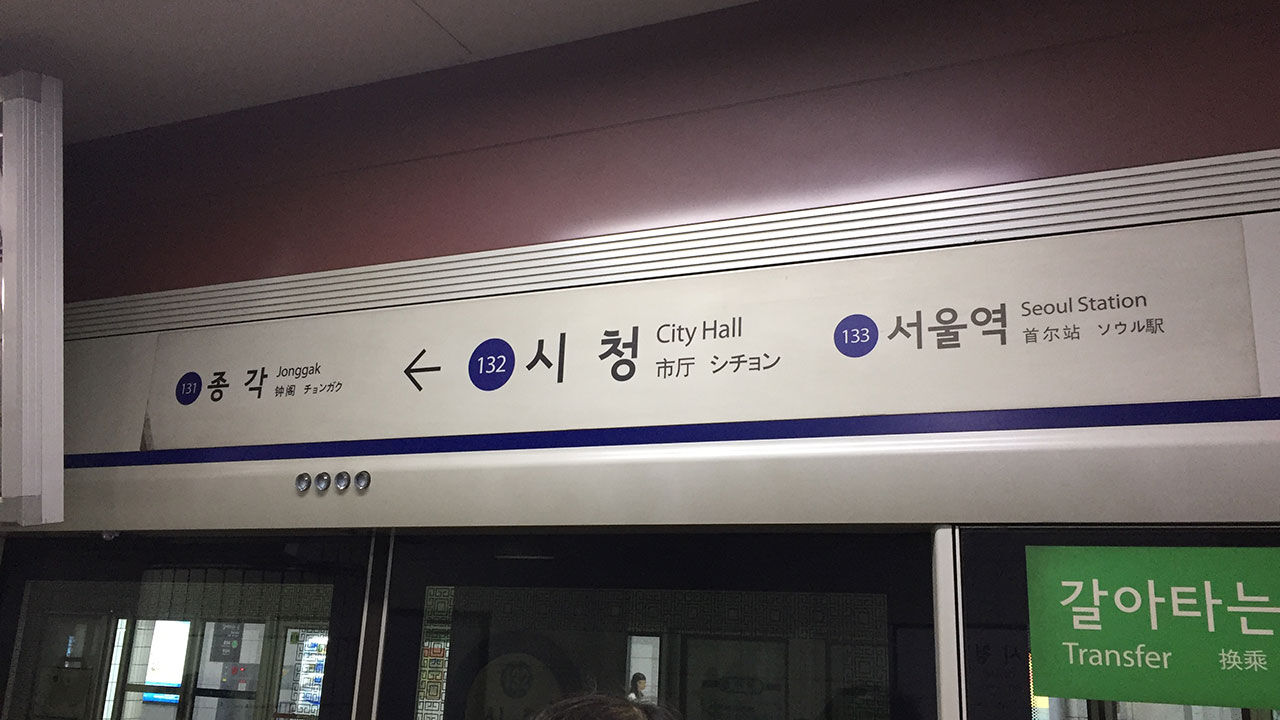 131 종각 Jonggak
钟阁 チョンガク
← 132 시청 City Hall
市厅 シチョン
133 서울역 Seoul Station
首尔站 ソウル駅
갈아타는
Transfer 换乘